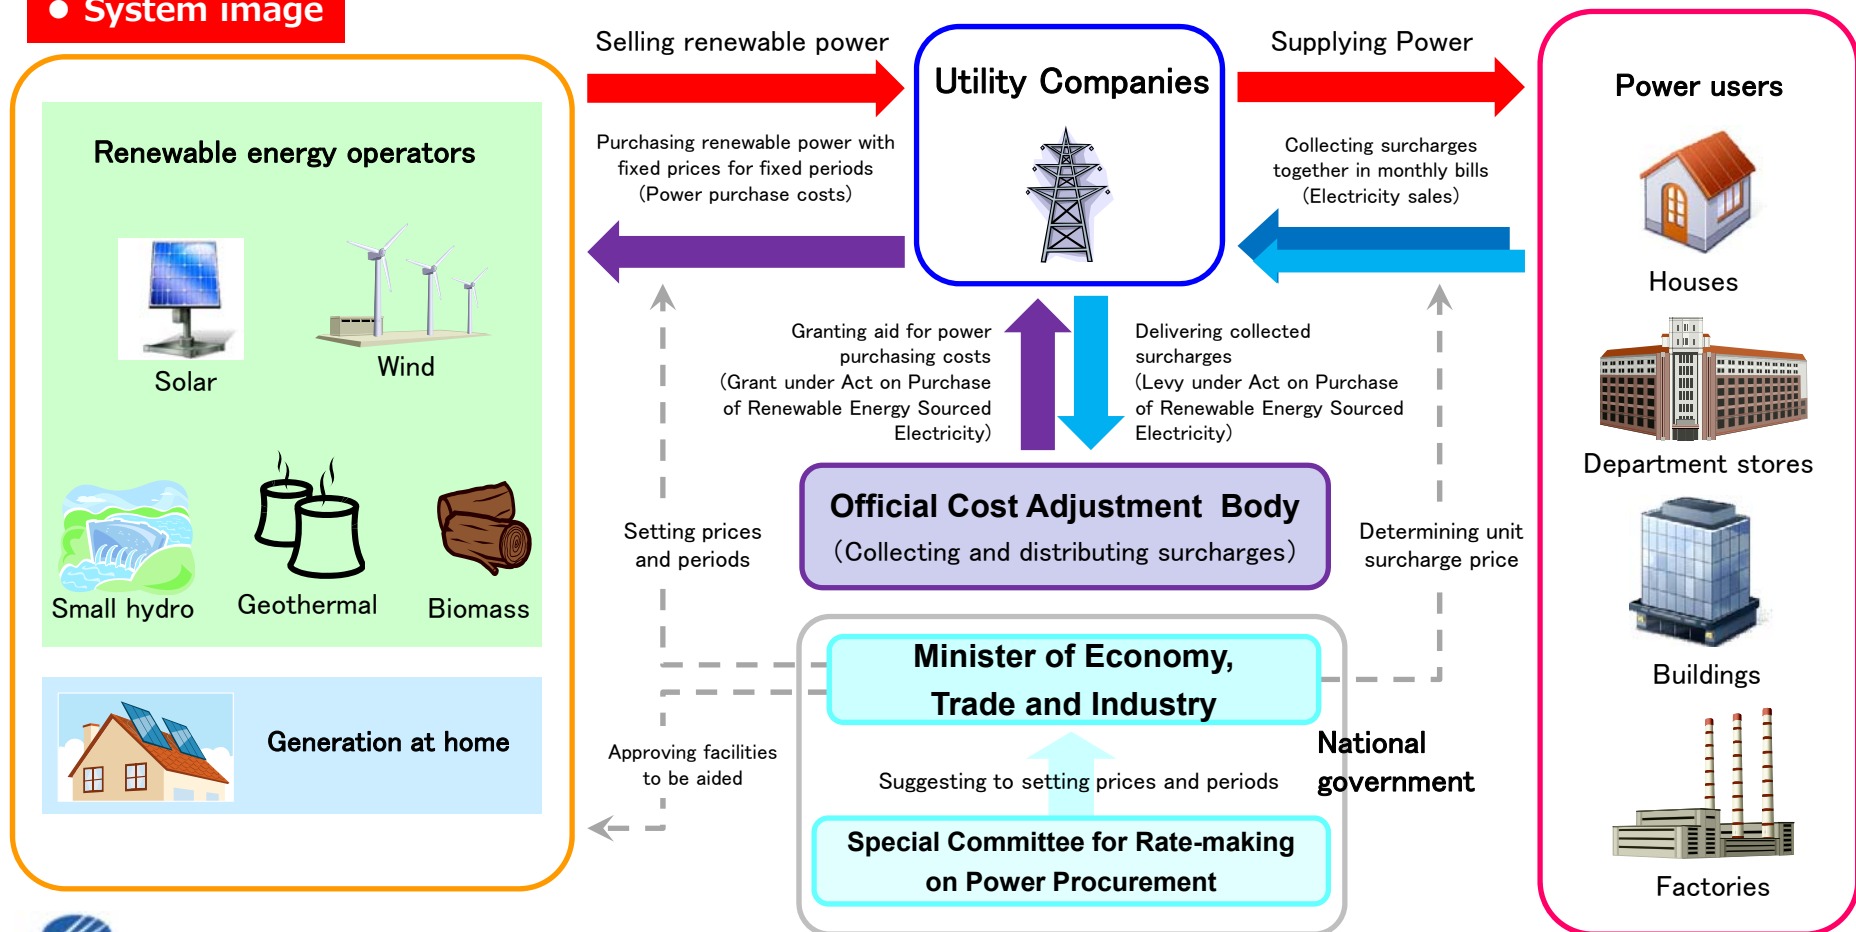 ● System image
Renewable energy operators
Solar
Wind
Small hydro
Geothermal
Biomass
Generation at home
Selling renewable power
Purchasing renewable power with
fixed prices for fixed periods
(Power purchase costs)
Utility Companies
Supplying Power
Collecting surcharges
together in monthly bills
(Electricity sales)
Granting aid for power
purchasing costs
(Grant under Act on Purchase
of Renewable Energy Sourced
Electricity)
Delivering collected
surcharges
(Levy under Act on Purchase
of Renewable Energy Sourced
Electricity)
Official Cost Adjustment Body
(Collecting and distributing surcharges)
Setting prices
and periods
Determining unit
surcharge price
Minister of Economy,
Trade and Industry
Approving facilities
to be aided
Suggesting to setting prices and periods
National
government
Special Committee for Rate-making
on Power Procurement
Power users
Houses
Department stores
Buildings
Factories